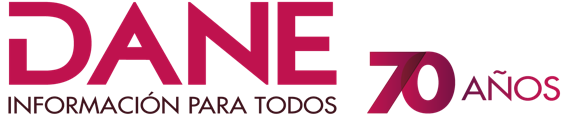 DANE
INFORMACIÓN PARA TODOS
70 AÑOS